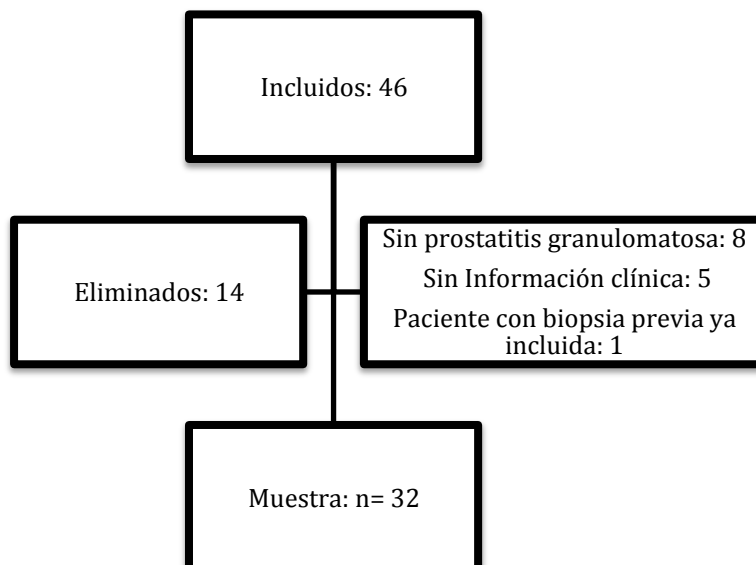 Incluidos: 46
Eliminados: 14
Sin prostatitis granulomatosa: 8
Sin Información clínica: 5
Paciente con biopsia previa ya
incluida: 1
Muestra: n= 32